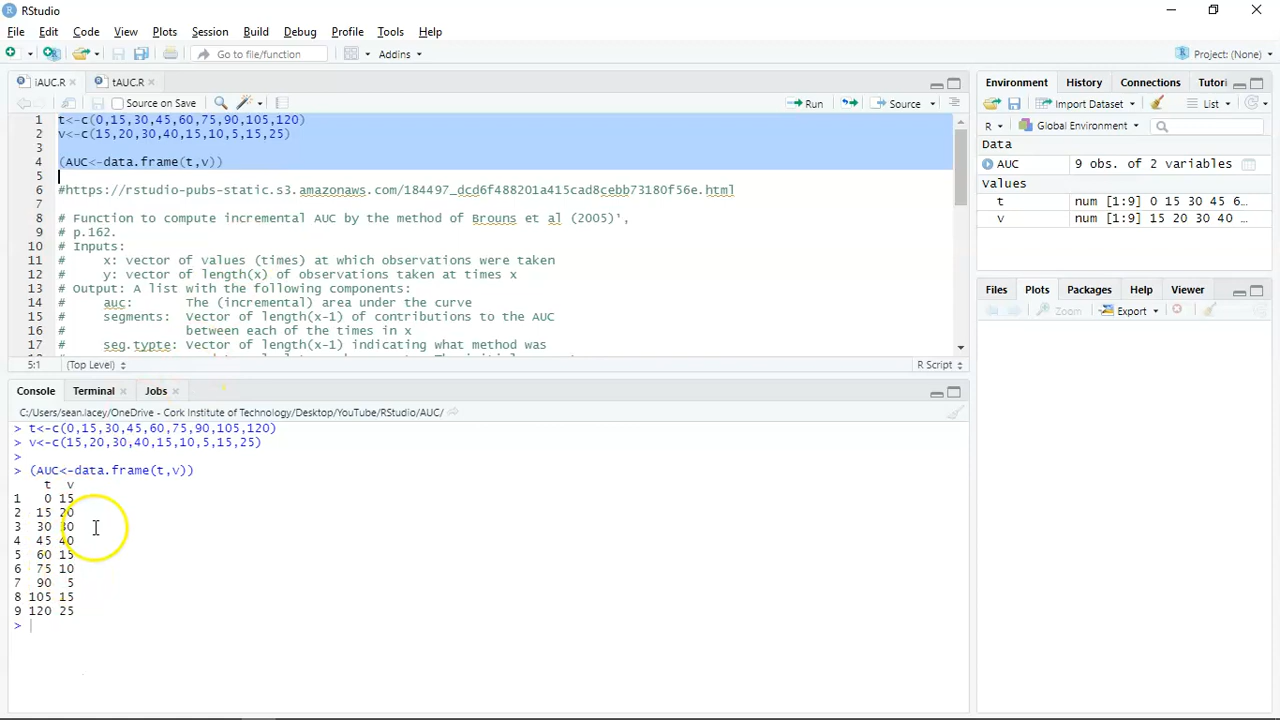 RStudio
File Edit Code View Plots Session Build Debug Profile Tools Help
Go to file/function Addins Project: (None)
iAUC.R tAUC.R
Source on Save Run Source
1 t<-c(0,15,30,45,60,75,90,105,120)
2 v<-c(15,20,30,40,15,10,5,15,25)
3
4 (AUC<-data.frame(t,v))
5
6 #https://rstudio-pubs-static.s3.amazonaws.com/184497_dcd6f488201a415cad8cebb73180f56e.html
7
8 # Function to compute incremental AUC by the method of Brouns et al (2005)',
9 # p.162.
10 # Inputs:
11 # x: vector of values (times) at which observations were taken
12 # y: vector of length(x) of observations taken at times x
13 # Output: A list with the following components:
14 # auc: The (incremental) area under the curve
15 # segments: Vector of length(x-1) of contributions to the AUC
16 # between each of the times in x
17 # seg.typte: Vector of length(x-1) indicating what method was
5:1 (Top Level) R Script
Console Terminal Jobs
C:/Users/sean.lacey/OneDrive - Cork Institute of Technology/Desktop/YouTube/RStudio/AUC/
> t<-c(0,15,30,45,60,75,90,105,120)
> v<-c(15,20,30,40,15,10,5,15,25)
>
> (AUC<-data.frame(t,v))
t v
1 0 15
2 15 20
3 30 30
4 45 40
5 60 15
6 75 10
7 90 5
8 105 15
9 120 25
>
Environment History Connections Tutori
Import Dataset List
R Global Environment
Data
AUC 9 obs. of 2 variables
Values
t num [1:9] 0 15 30 45 6…
v num [1:9] 15 20 30 40 …
Files Plots Packages Help Viewer
Zoom Export